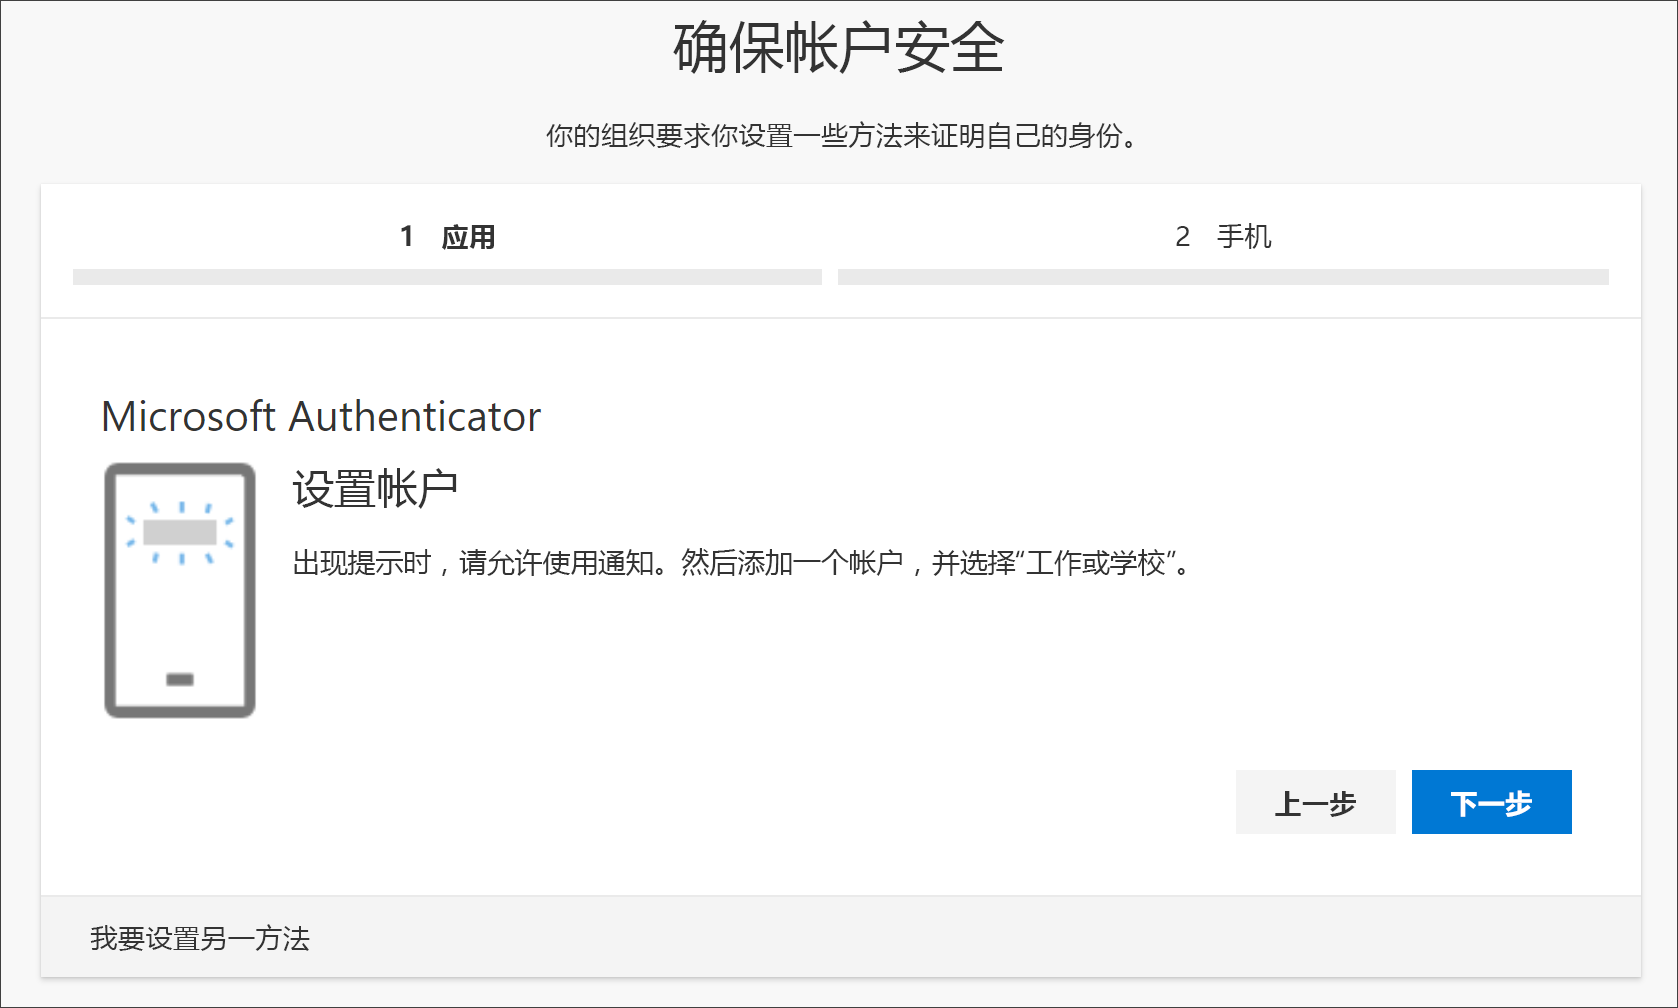 确保帐户安全
你的组织要求你设置一些方法来证明自己的身份。
1 应用
2 手机
Microsoft Authenticator
设置帐户
出现提示时，请允许使用通知。然后添加一个帐户，并选择“工作或学校”。
上一步
下一步
我要设置另一方法